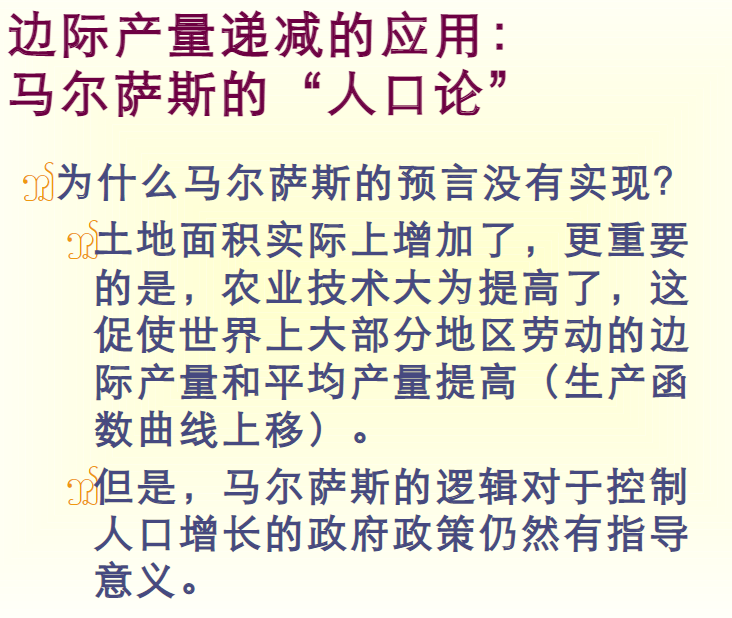 边际产量递减的应用：
马尔萨斯的“人口论”
为什么马尔萨斯的预言没有实现？
土地面积实际上增加了，更重要
的是，农业技术大为提高了，这
促使世界上大部分地区劳动的边
际产量和平均产量提高（生产函
数曲线上移）。
但是，马尔萨斯的逻辑对于控制
人口增长的政府政策仍然有指导
意义。